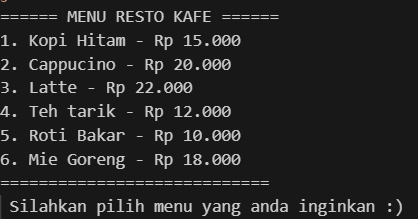 ====== MENU RESTO KAFE ======
1. Kopi Hitam - Rp 15.000
2. Cappucino - Rp 20.000
3. Latte - Rp 22.000
4. Teh tarik - Rp 12.000
5. Roti Bakar - Rp 10.000
6. Mie Goreng - Rp 18.000
============================
Silahkan pilih menu yang anda inginkan :)